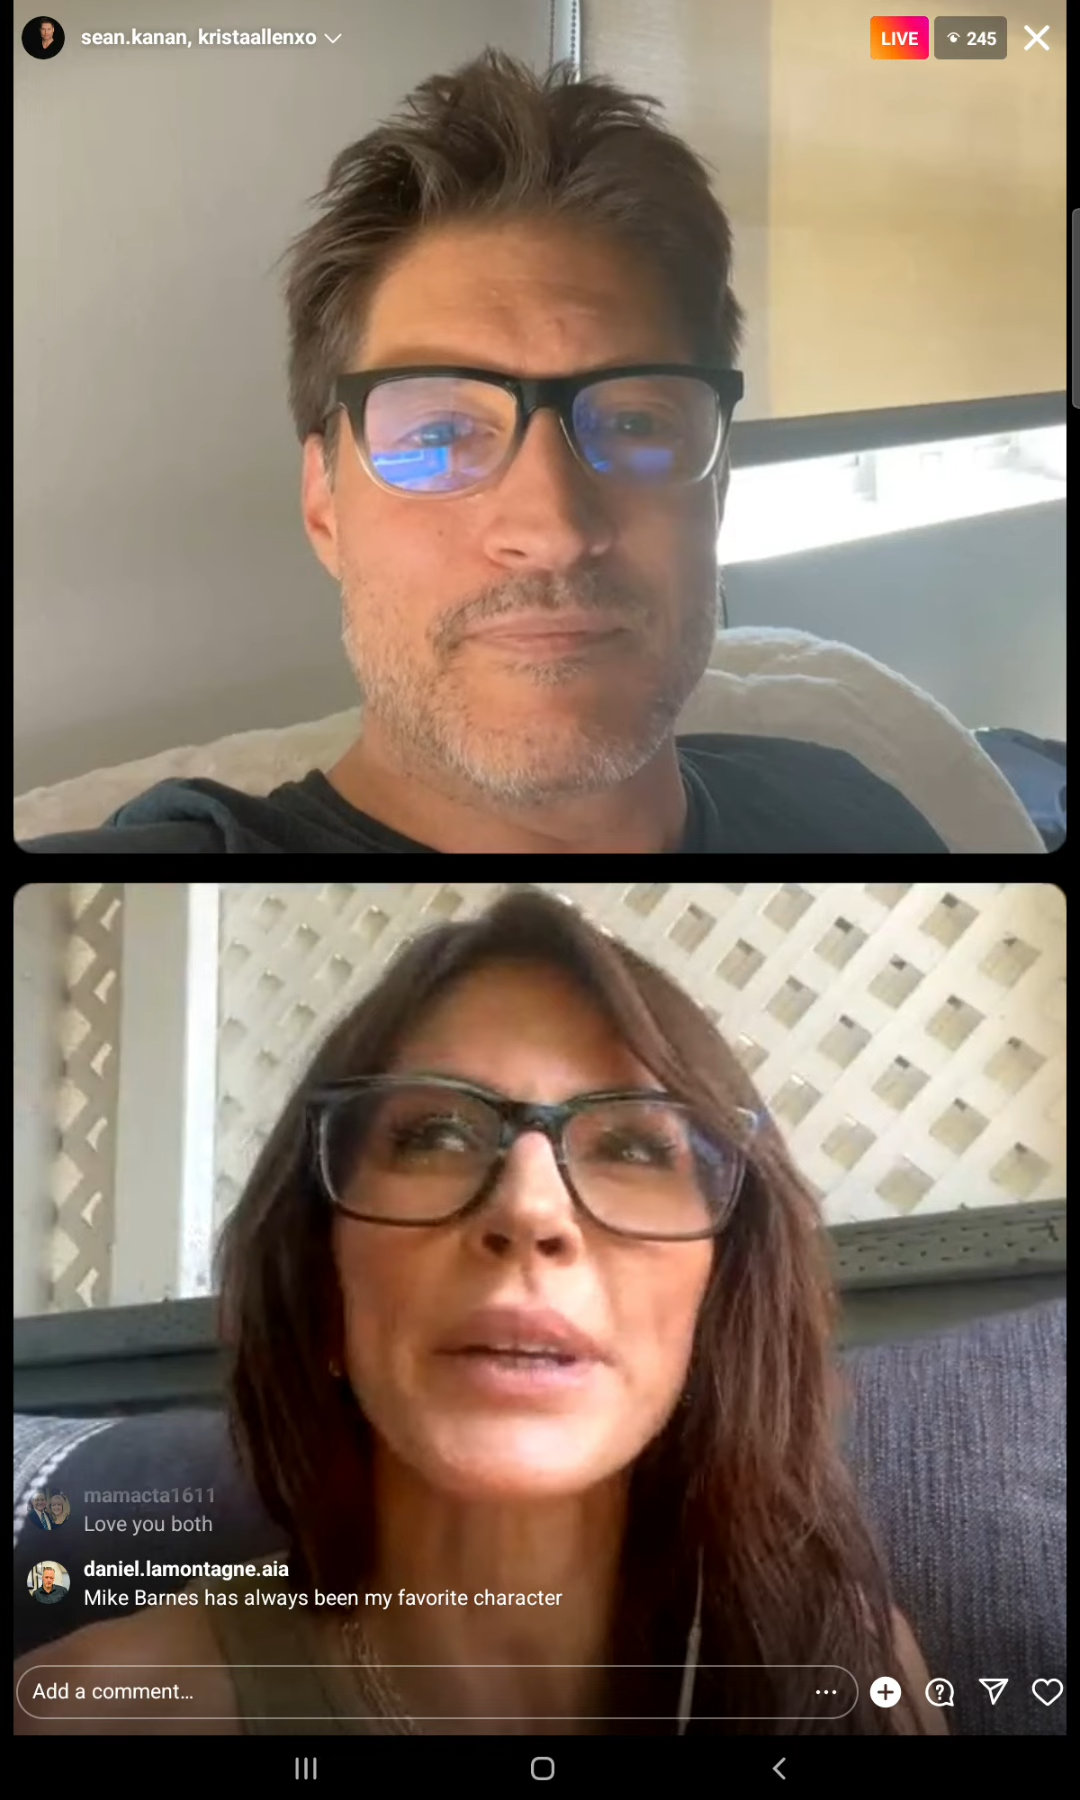 sean.kanan, kristaallenxo
LIVE
245
mamacta1611
Love you both
daniel.lamontagne.aia
Mike Barnes has always been my favorite character
Add a comment...